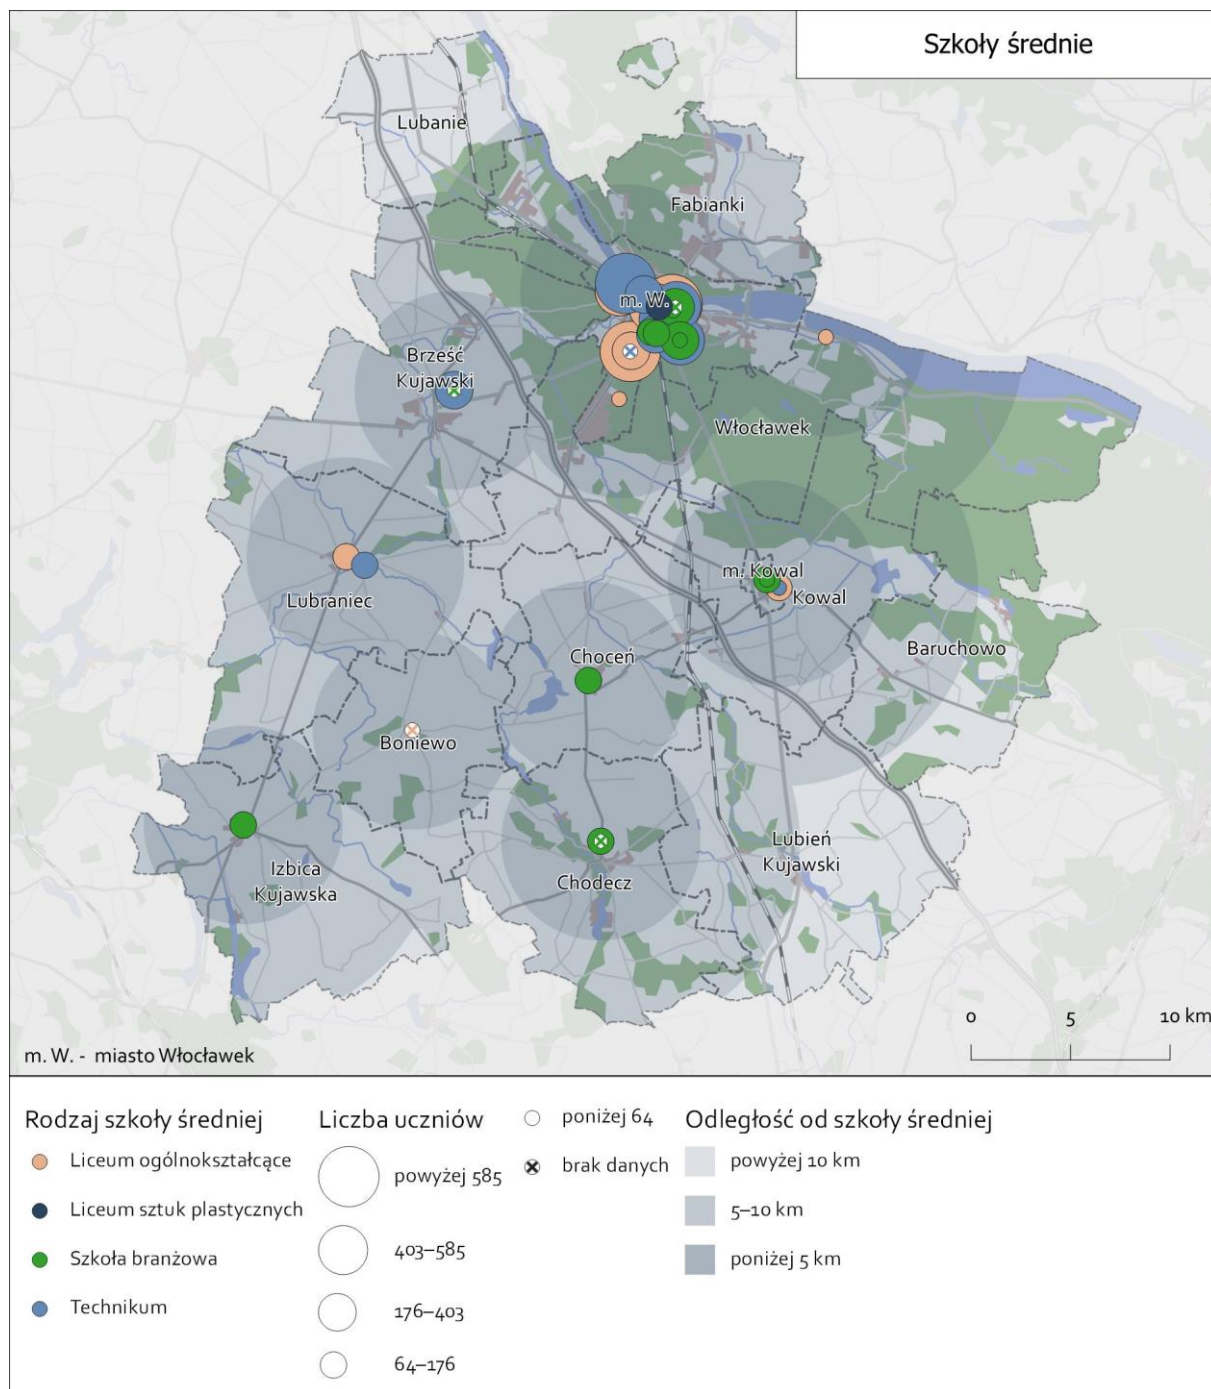 Szkoły średnie
Lubanie
Fabianki
m. W.
Brześć
Kujawski
Włocławek
m. Kowal
Kowal
Lubraniec
Baruchowo
Choceń
Boniewo
Lubień
Kujawski
Izbica
Kujawska
Chodecz
0 5 10 km
m. W. - miasto Włocławek
Rodzaj szkoły średniej
Liceum ogólnokształcące
Liceum sztuk plastycznych
Szkoła branżowa
Technikum
Liczba uczniów
powyżej 585
403–585
176–403
64–176
poniżej 64
brak danych
Odległość od szkoły średniej
powyżej 10 km
5–10 km
poniżej 5 km